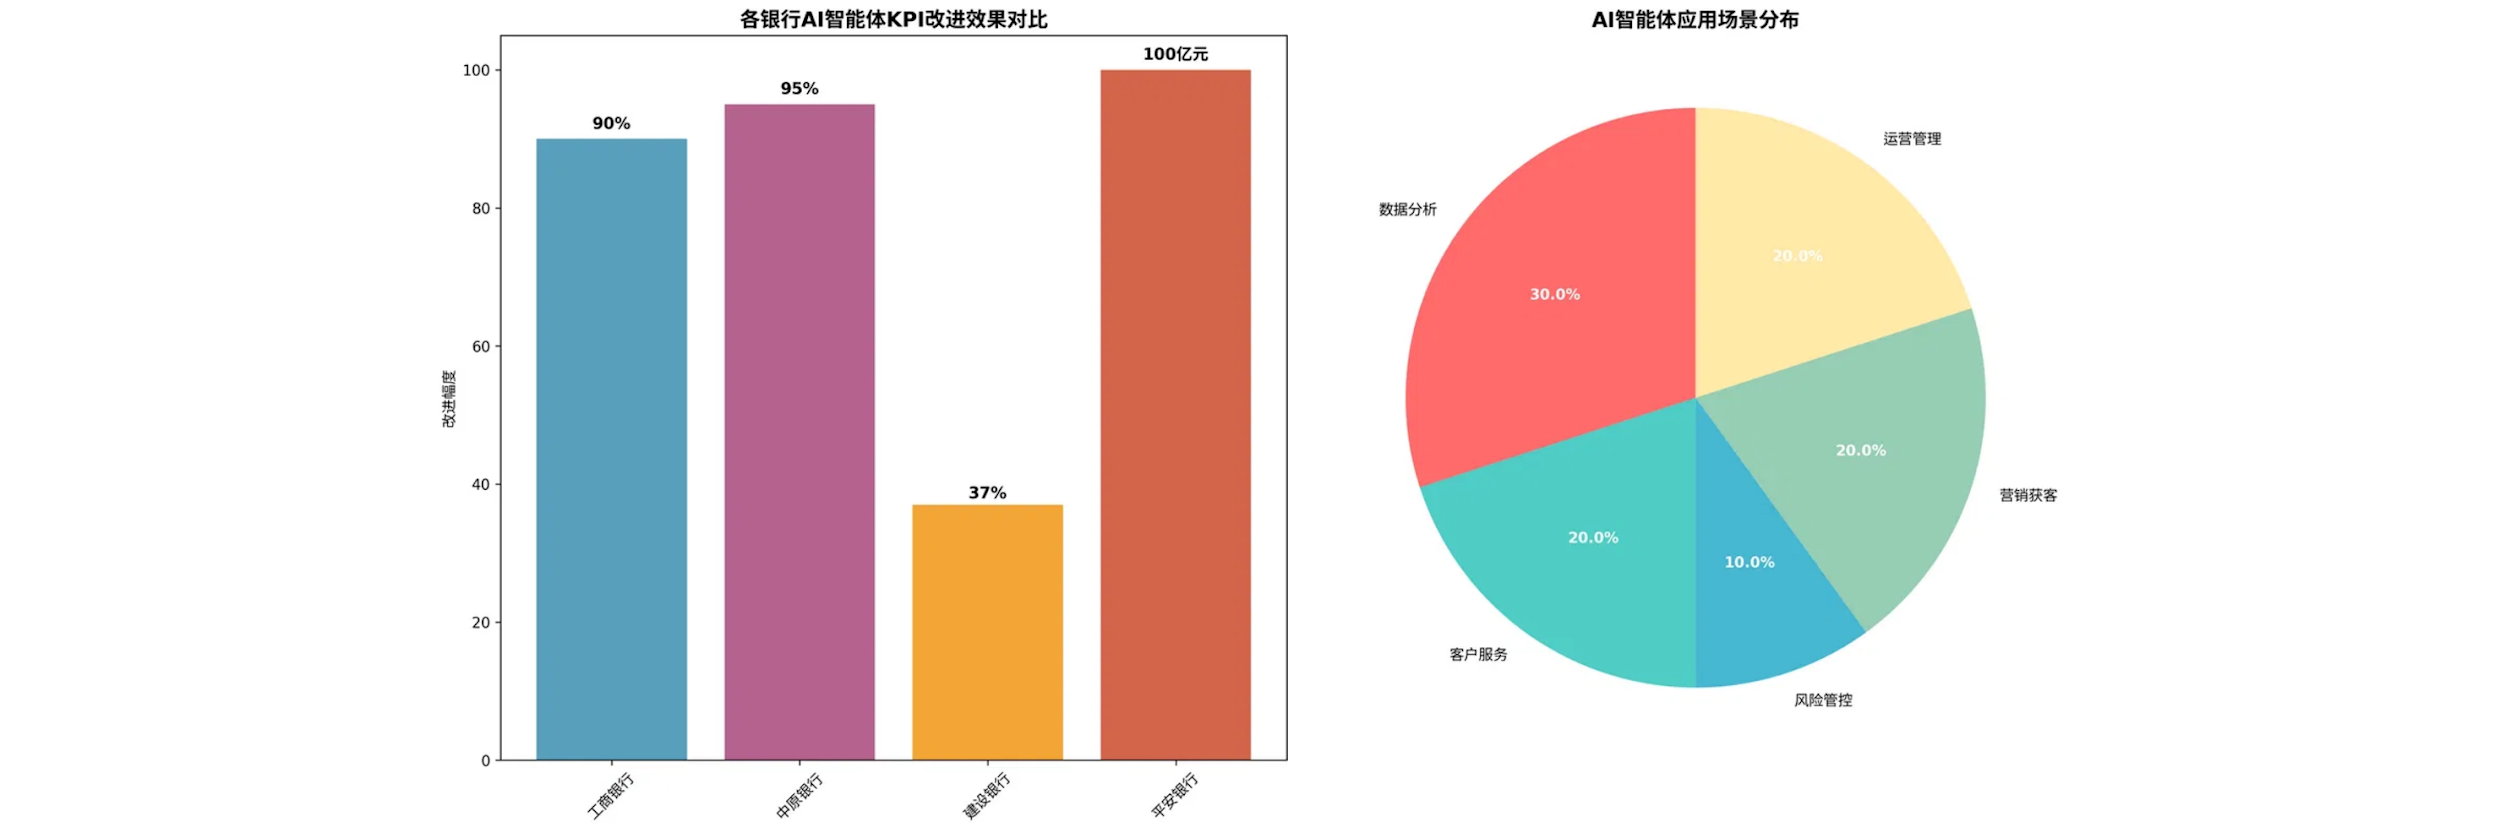 各银行AI智能体KPI改进效果对比
改进幅度
100
80
60
40
20
0
90%
95%
37%
100亿元
工商银行
中原银行
建设银行
平安银行
AI智能体应用场景分布
运营管理
20.0%
数据分析
30.0%
营销获客
20.0%
客户服务
20.0%
风险管控
10.0%